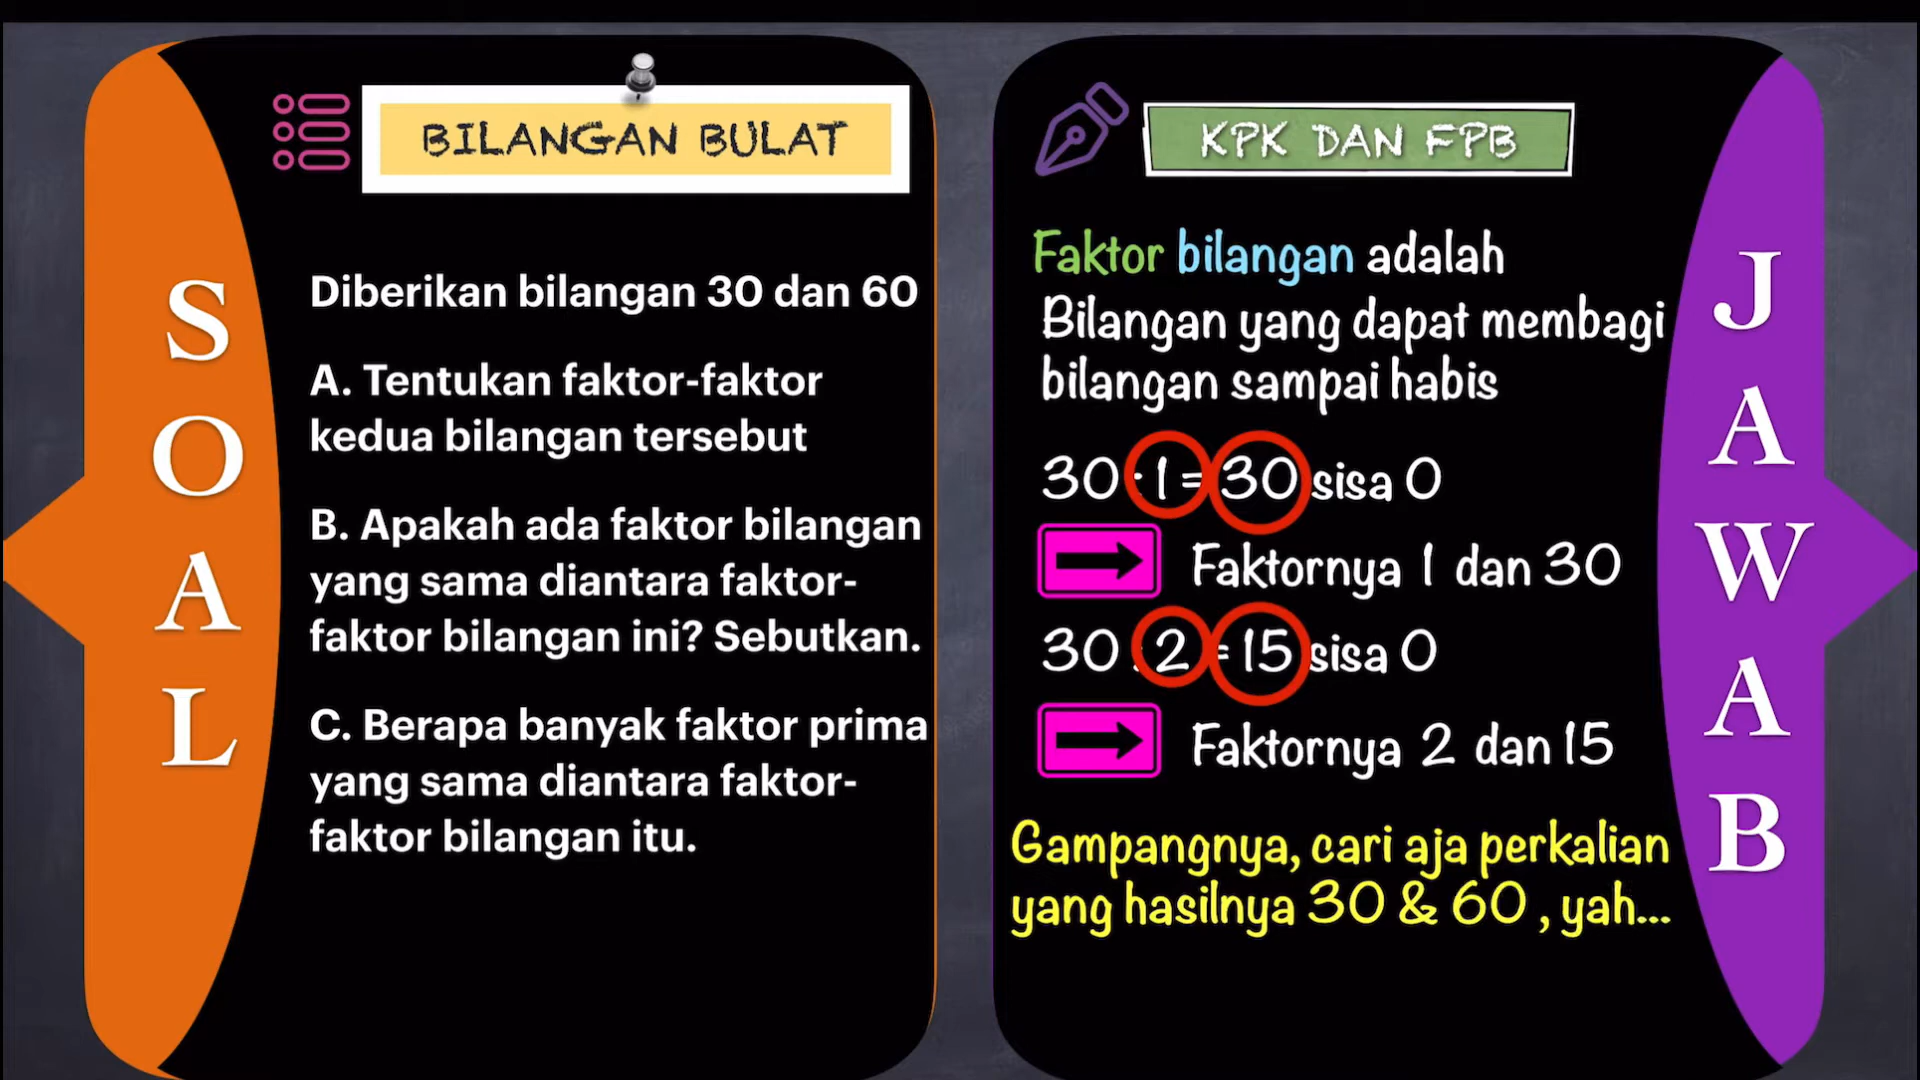 SOAL
BILANGAN BULAT
Diberikan bilangan 30 dan 60
A. Tentukan faktor-faktor
kedua bilangan tersebut
B. Apakah ada faktor bilangan
yang sama diantara faktor-
faktor bilangan ini? Sebutkan.
C. Berapa banyak faktor prima
yang sama diantara faktor-
faktor bilangan itu.
KPK DAN FPB
Faktor bilangan adalah
Bilangan yang dapat membagi
bilangan sampai habis
30 : 1 = 30 sisa 0
Faktornya 1 dan 30
30 : 2 = 15 sisa 0
Faktornya 2 dan 15
Gampangnya, cari aja perkalian
yang hasilnya 30 & 60 , yah...
JAWAB